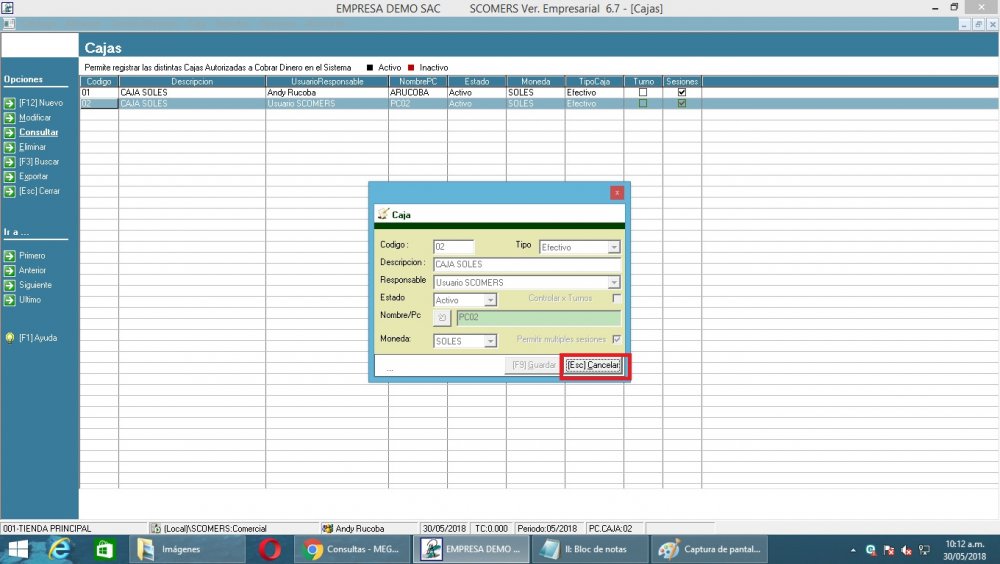 EMPRESA DEMO SAC SCOMERS Ver. Empresarial 6.7 - [Cajas]
Cajas
Permite registrar las distintas Cajas Autorizadas a Cobrar Dinero en el Sistema Activo Inactivo
Opciones
[F12] Nuevo
Modificar
Consultar
Eliminar
[F3] Buscar
Exportar
[Esc] Cerrar
Ir a ...
Primero
Anterior
Siguiente
Ultimo
[F1] Ayuda
Codigo Descripcion UsuarioResponsable NombrePC Estado Moneda TipoCaja Turno Sesiones
01 CAJA SOLES Andy Rucoba ARUCOBA Activo SOLES Efectivo
02 CAJA SOLES Usuario SCOMERS PC02 Activo SOLES Efectivo
x
Caja
Codigo : 02 Tipo Efectivo
Descripcion : CAJA SOLES
Responsable Usuario SCOMERS
Estado Activo Controlar x Turnos
Nombre/Pc PC02
Moneda: SOLES Permitir multiples sesiones
... [F9] Guardar [Esc] Cancelar
001-TIENDA PRINCIPAL (Local)\SCOMERS:Comercial Andy Rucoba 30/05/2018 TC:0.000 Periodo:05/2018 PC.CAJA:02
Imágenes Consultas - MEG... EMPRESA DEMO ... II: Bloc de notas Captura de pantal...
10:12 a.m.
30/05/2018